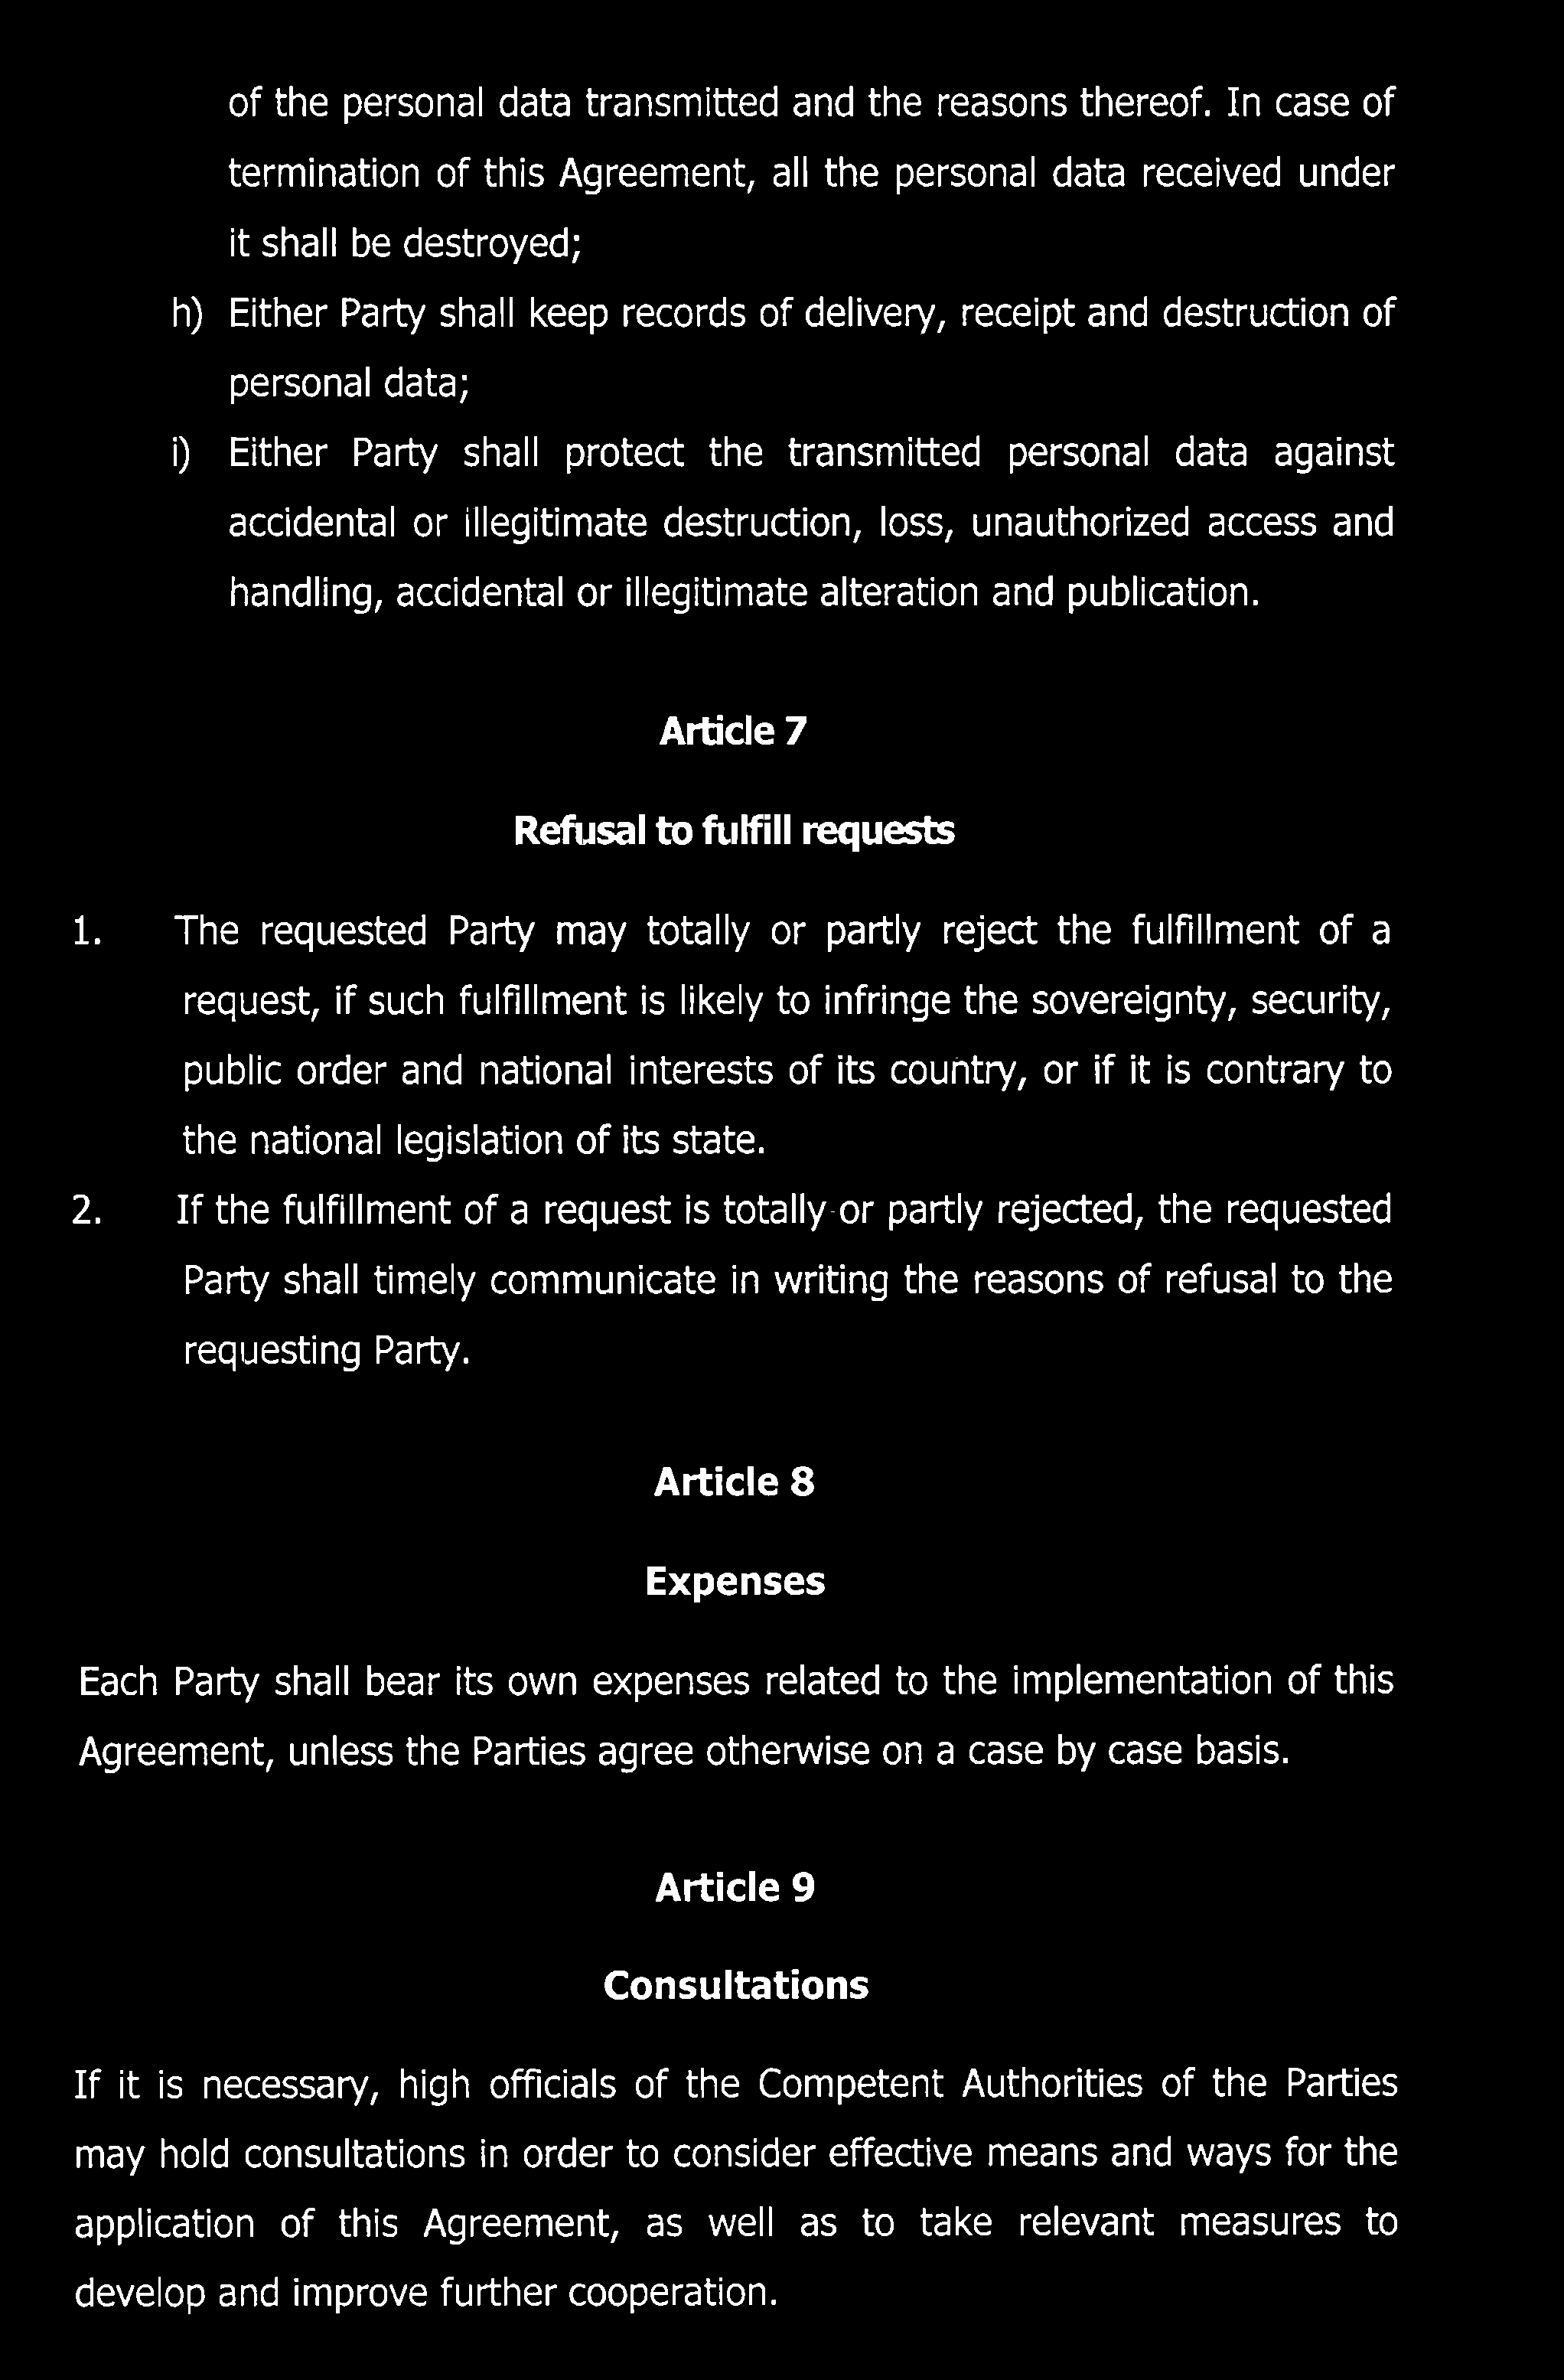 of the personal data transmitted and the reasons thereof. In case of
termination of this Agreement, all the personal data received under
it shall be destroyed;
h) Either Party shall keep records of delivery, receipt and destruction of
personal data;
i) Either Party shall protect the transmitted personal data against
accidental or illegitimate destruction, loss, unauthorized access and
handling, accidental or illegitimate alteration and publication.
Article 7
Refusal to fulfill requests
1. The requested Party may totally or partly reject the fulfillment of a
request, if such fulfillment is likely to infringe the sovereignty, security,
public order and national interests of its country, or if it is contrary to
the national legislation of its state.
2. If the fulfillment of a request is totally or partly rejected, the requested
Party shall timely communicate in writing the reasons of refusal to the
requesting Party.
Article 8
Expenses
Each Party shall bear its own expenses related to the implementation of this
Agreement, unless the Parties agree otherwise on a case by case basis.
Article 9
Consultations
If it is necessary, high officials of the Competent Authorities of the Parties
may hold consultations in order to consider effective means and ways for the
application of this Agreement, as well as to take relevant measures to
develop and improve further cooperation.